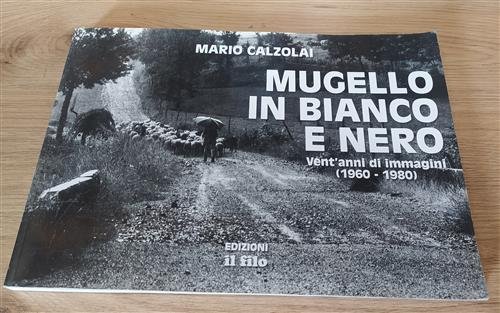 MARIO CALZOLAI
MUGELLO
IN BIANCO
E NERO
Vent'anni di immagini
(1960 - 1980)
EDIZIONI
il filo